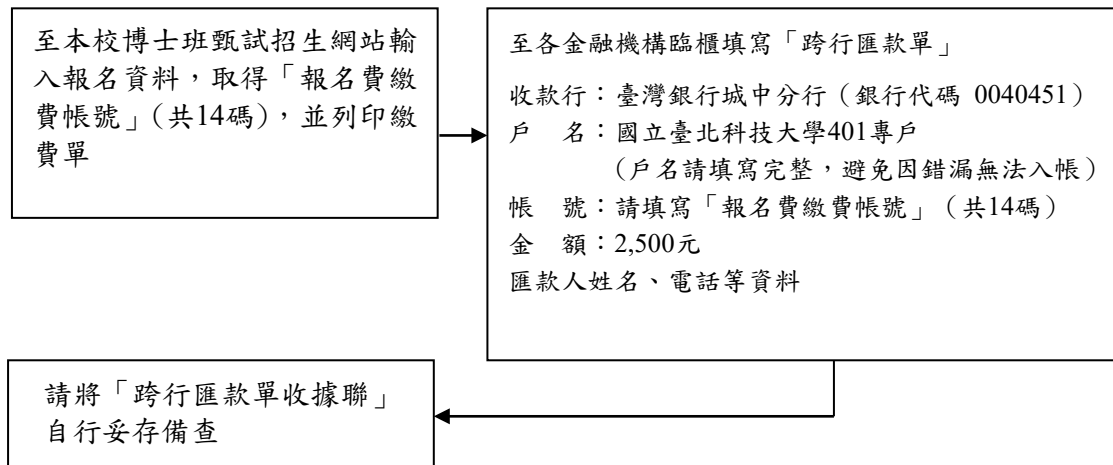 至本校博士班甄試招生網站輸
入報名資料，取得「報名費繳
費帳號」(共14碼)，並列印繳
費單
至各金融機構臨櫃填寫「跨行匯款單」
收款行：臺灣銀行城中分行（銀行代碼 0040451）
戶　名：國立臺北科技大學401專戶
（戶名請填寫完整，避免因錯漏無法入帳）
帳　號：請填寫「報名費繳費帳號」（共14碼）
金　額：2,500元
匯款人姓名、電話等資料
請將「跨行匯款單收據聯」
自行妥存備查